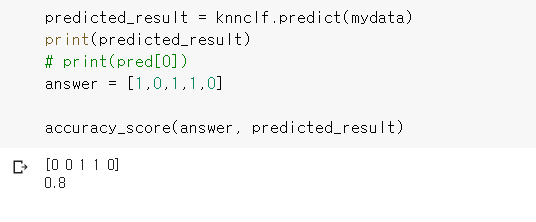 predicted_result = knnclf.predict(mydata)
print(predicted_result)
# print(pred[0])
answer = [1,0,1,1,0]
accuracy_score(answer, predicted_result)
[0 0 1 1 0]
0.8